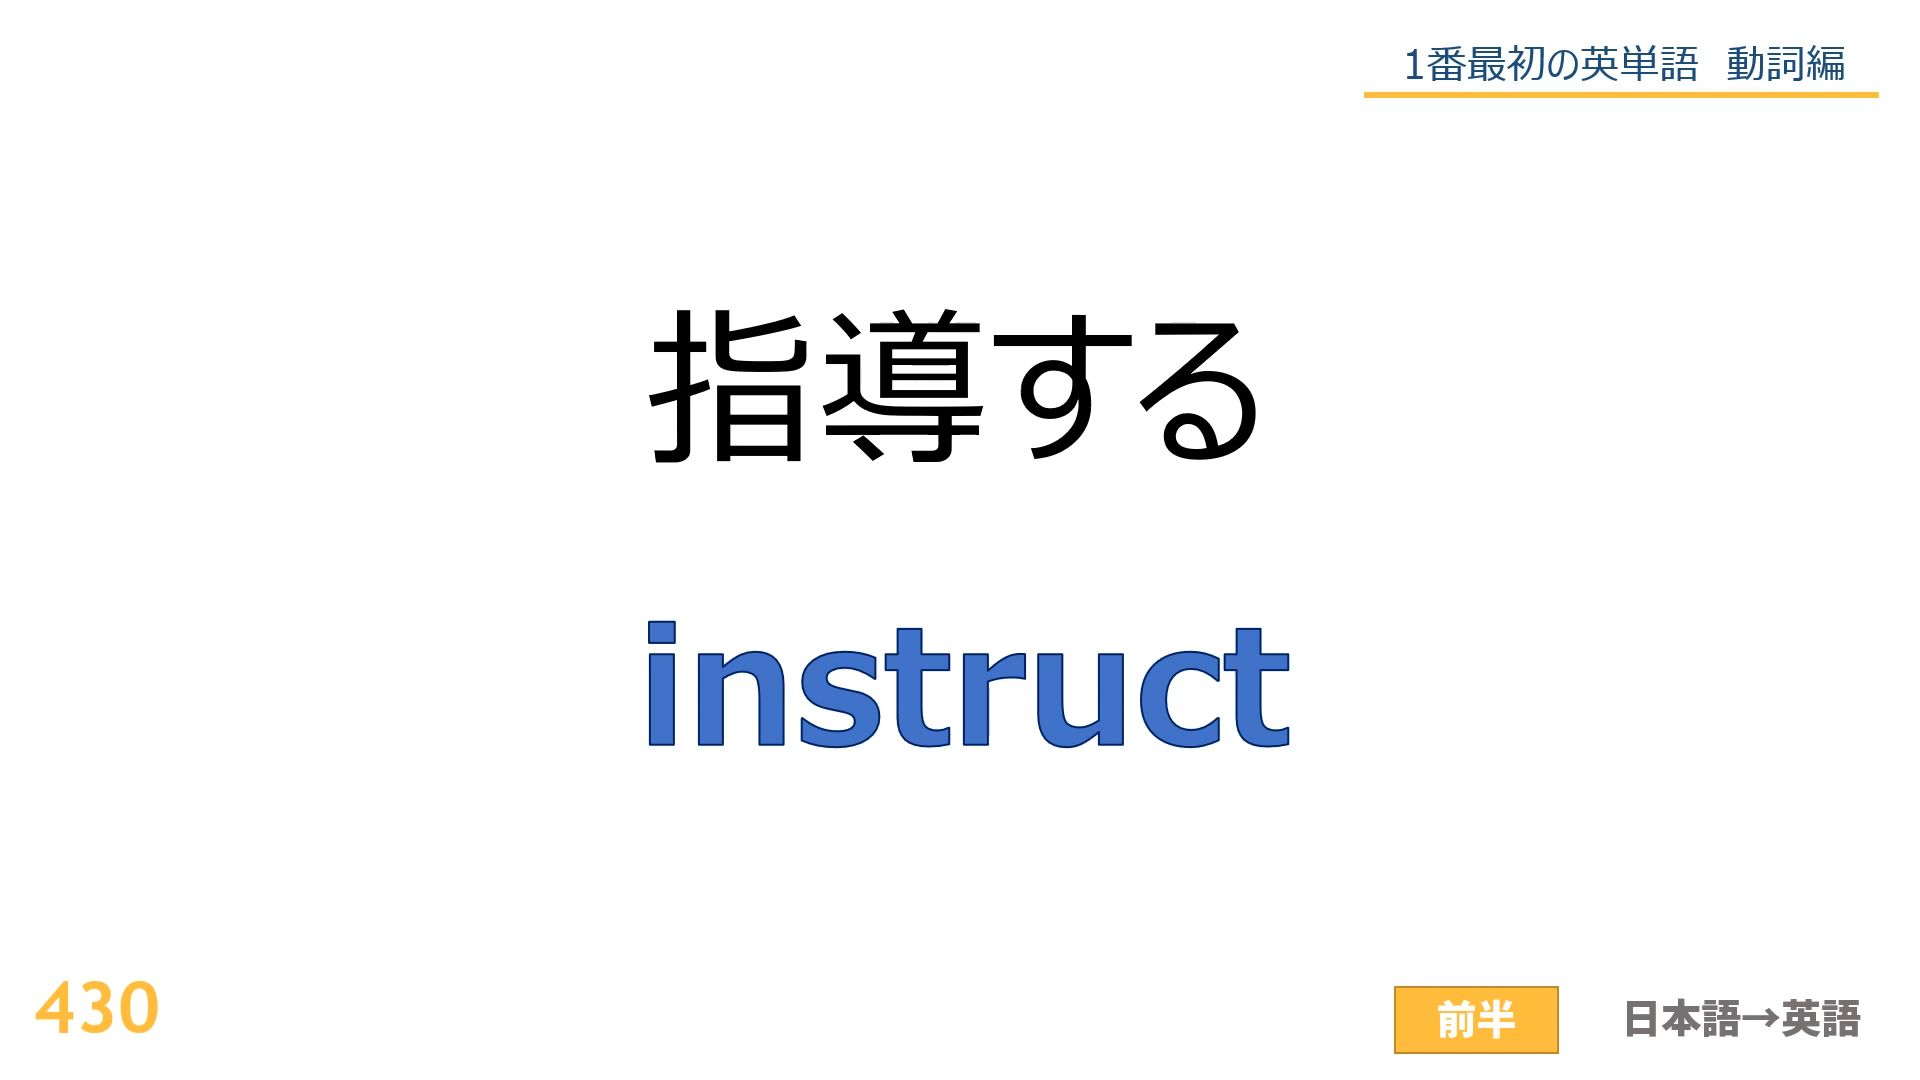 1番最初の英単語　動詞編
指導する
instruct
430
前半
日本語→英語